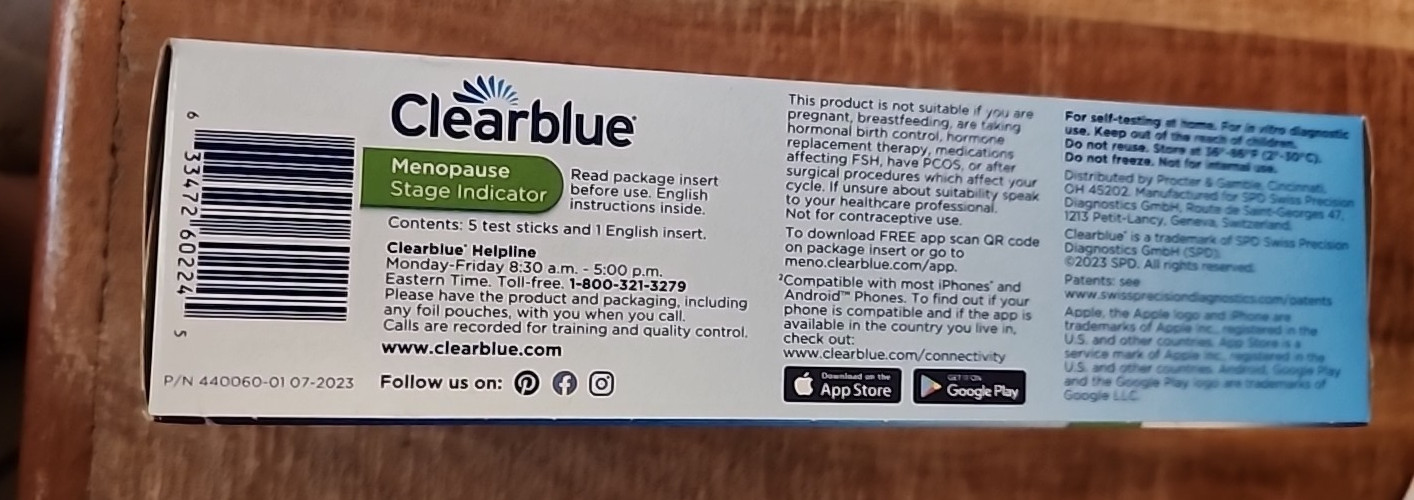 6 33472 60224 5
P/N 440060-01 07-2023
Clearblue®
Menopause
Stage Indicator
Read package insert
before use. English
instructions inside.
Contents: 5 test sticks and 1 English insert.
Clearblue® Helpline
Monday-Friday 8:30 a.m. - 5:00 p.m.
Eastern Time. Toll-free. 1-800-321-3279
Please have the product and packaging, including
any foil pouches, with you when you call.
Calls are recorded for training and quality control.
www.clearblue.com
Follow us on:
This product is not suitable if you are
pregnant, breastfeeding, are taking
hormonal birth control, hormone
replacement therapy, medications
affecting FSH, have PCOS, or after
surgical procedures which affect your
cycle. If unsure about suitability speak
to your healthcare professional.
Not for contraceptive use.
To download FREE app scan QR code
on package insert or go to
meno.clearblue.com/app.
²Compatible with most iPhones® and
Android™ Phones. To find out if your
phone is compatible and if the app is
available in the country you live in,
check out:
www.clearblue.com/connectivity
Download on the
App Store
GET IT ON
Google Play
For self-testing at home. For in vitro diagnostic
use. Keep out of the reach of children.
Do not reuse. Store at 36°-86°F (2°-30°C).
Do not freeze. Not for internal use.
Distributed by Procter & Gamble, Cincinnati,
OH 45202. Manufactured for SPD Swiss Precision
Diagnostics GmbH, Route de Saint-Georges 47,
1213 Petit-Lancy, Geneva, Switzerland.
Clearblue® is a trademark of SPD Swiss Precision
Diagnostics GmbH (SPD).
©2023 SPD. All rights reserved.
Patents: see
www.swissprecisiondiagnostics.com/patents
Apple, the Apple logo and iPhone are
trademarks of Apple Inc., registered in the
U.S. and other countries. App Store is a
service mark of Apple Inc., registered in the
U.S. and other countries. Android, Google Play
and the Google Play logo are trademarks of
Google LLC.